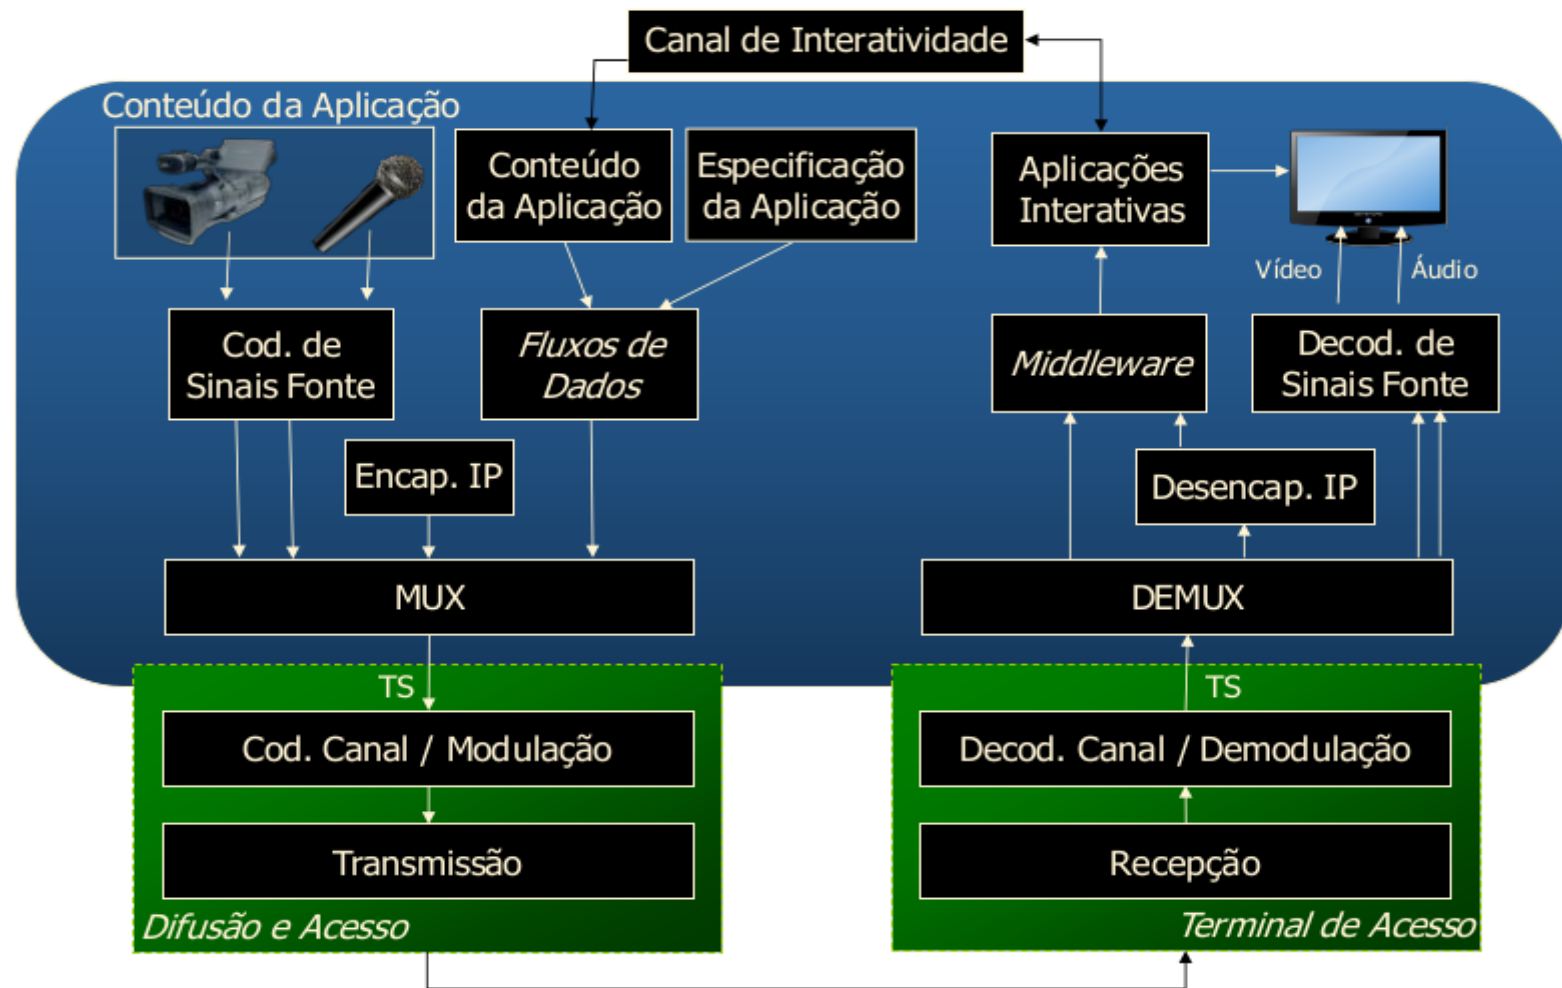 Canal de Interatividade
Conteúdo da Aplicação
Conteúdo
da Aplicação
Especificação
da Aplicação
Aplicações
Interativas
Vídeo
Áudio
Cod. de
Sinais Fonte
Fluxos de
Dados
Middleware
Decod. de
Sinais Fonte
Encap. IP
Desencap. IP
MUX
DEMUX
TS
TS
Cod. Canal / Modulação
Decod. Canal / Demodulação
Transmissão
Recepção
Difusão e Acesso
Terminal de Acesso